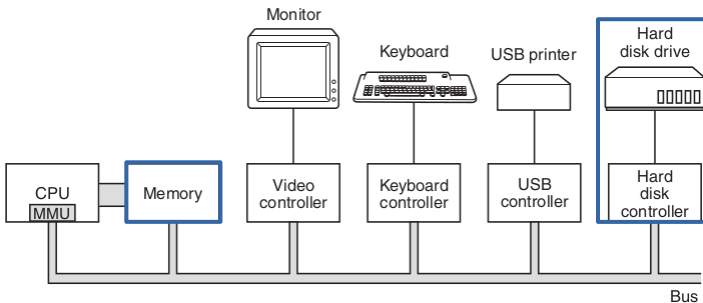 Monitor
Keyboard
USB printer
Hard
disk drive
CPU
MMU
Memory
Video
controller
Keyboard
controller
USB
controller
Hard
disk
controller
Bus